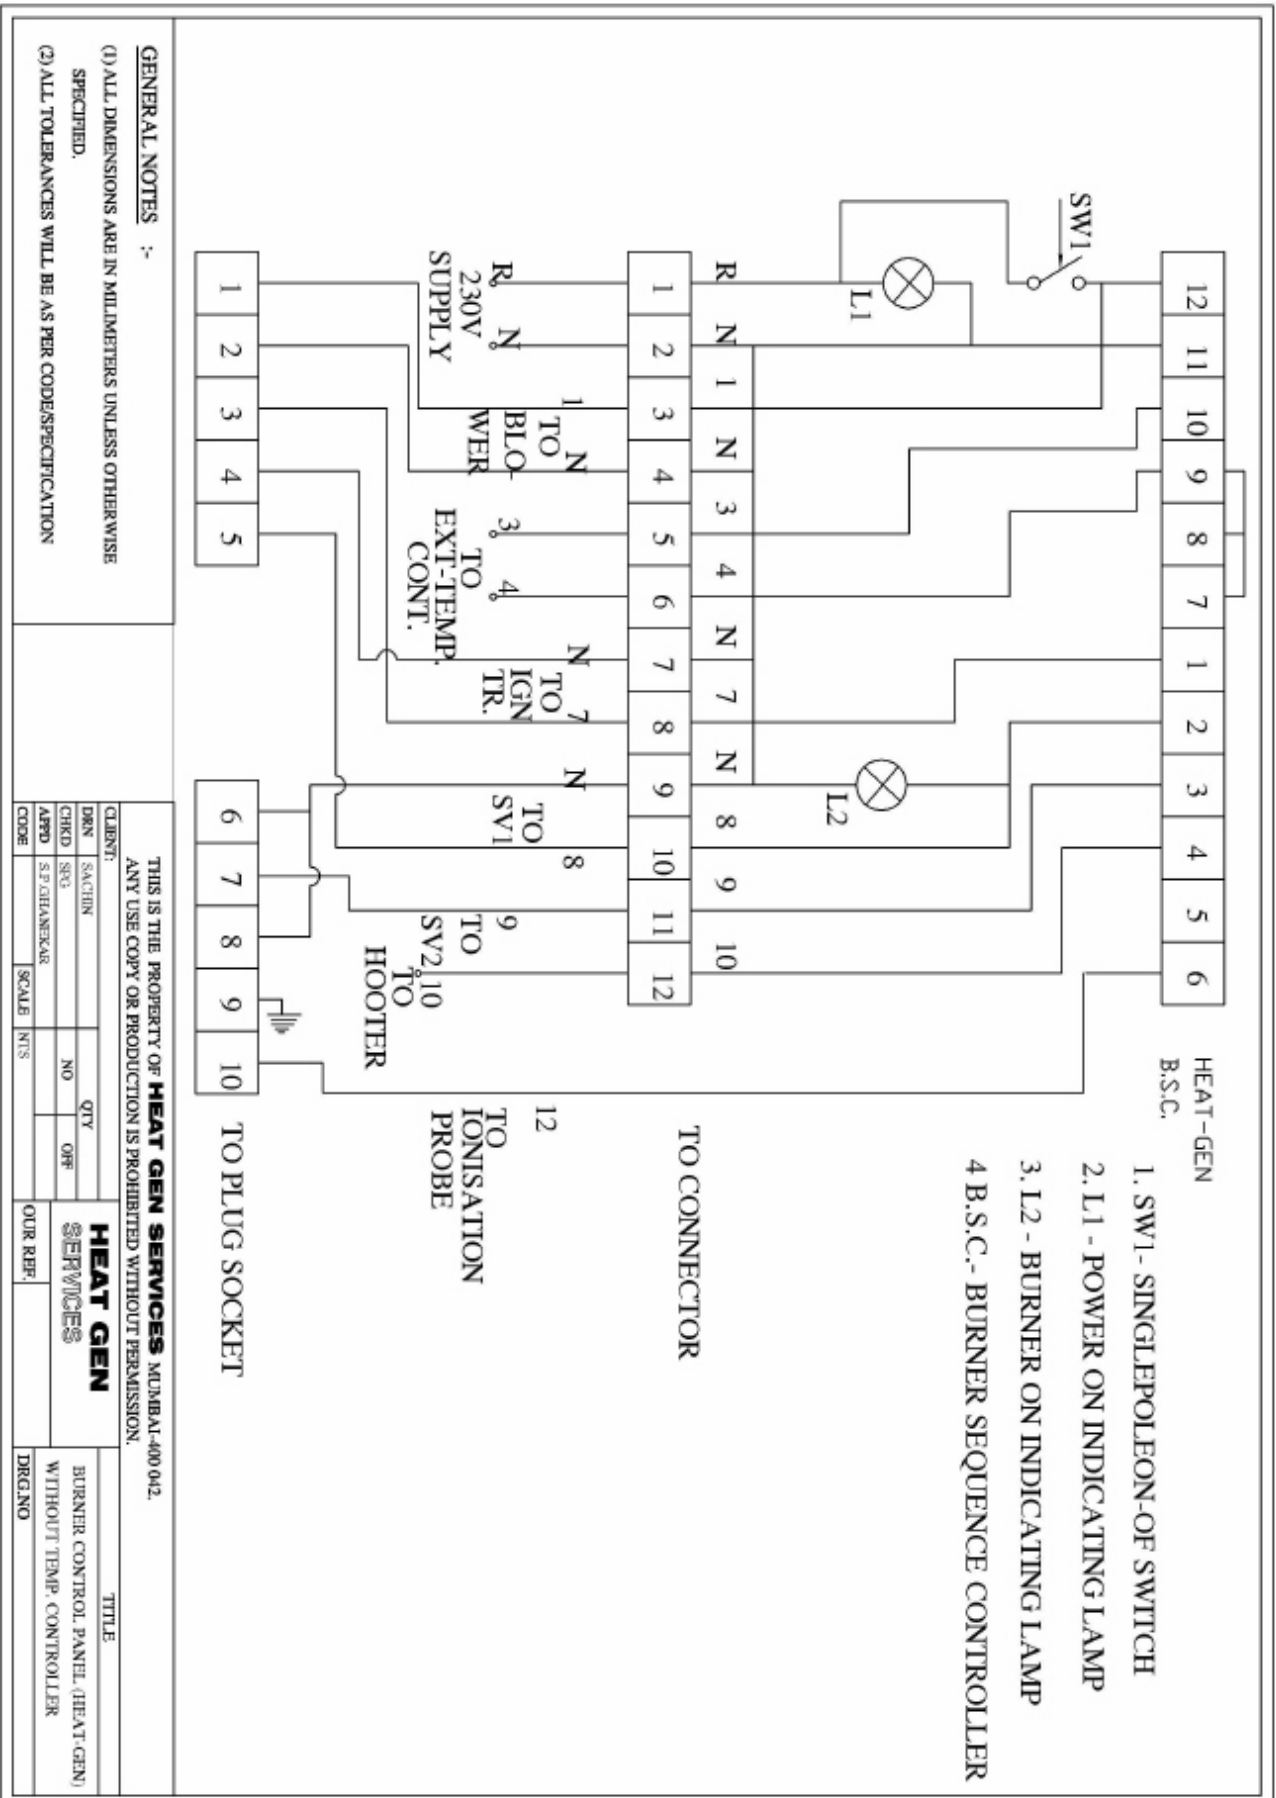 HEAT-GEN
B.S.C.
12 11 10 9 8 7 1 2 3 4 5 6
1. SW1- SINGLEPOLEON-OF SWITCH
2. L1 - POWER ON INDICATING LAMP
3. L2 - BURNER ON INDICATING LAMP
4 B.S.C.- BURNER SEQUENCE CONTROLLER
SW1
L1
L2
R N 1 N 3 4 N 7 N 8 9 10
1 2 3 4 5 6 7 8 9 10 11 12
TO CONNECTOR
R N
230V
SUPPLY
1 N
TO
BLO-
WER
3 4
TO
EXT-TEMP.
CONT.
N 7
TO
IGN
TR.
N 8
TO
SV1
9
TO
SV2
10
TO
HOOTER
12
TO
IONISATION
PROBE
1 2 3 4 5
6 7 8 9 10
TO PLUG SOCKET
GENERAL NOTES :-
(1) ALL DIMENSIONS ARE IN MILIMETERS UNLESS OTHERWISE
SPECIFIED.
(2) ALL TOLERANCES WILL BE AS PER CODE/SPECIFICATION
THIS IS THE PROPERTY OF HEAT GEN SERVICES MUMBAI-400 042.
ANY USE COPY OR PRODUCTION IS PROHIBITED WITHOUT PERMISSION.
CLIENT:
DRN SACHIN QTY
CHKD SPG NO OFF
APPD S.P.GHANEKAR
CODE SCALE NTS
HEAT GEN
SERVICES
OUR REF.
TITLE
BURNER CONTROL PANEL (HEAT-GEN)
WITHOUT TEMP. CONTROLLER
DRG.NO